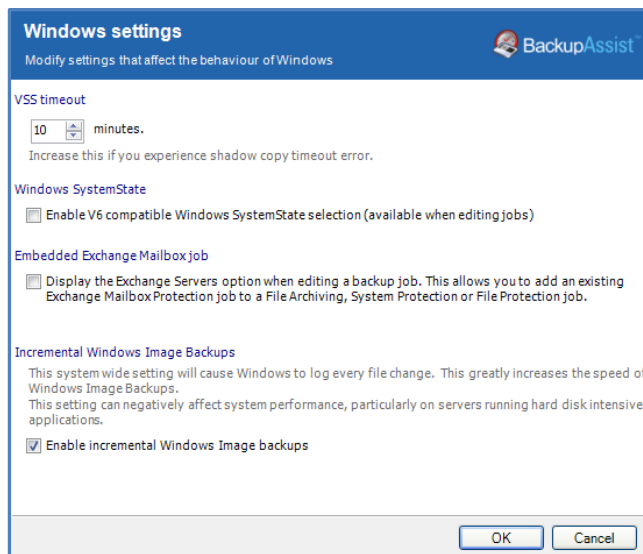 Windows settings
Modify settings that affect the behaviour of Windows
BackupAssist™
VSS timeout
10 minutes.
Increase this if you experience shadow copy timeout error.
Windows SystemState
Enable V6 compatible Windows SystemState selection (available when editing jobs)
Embedded Exchange Mailbox job
Display the Exchange Servers option when editing a backup job. This allows you to add an existing
Exchange Mailbox Protection job to a File Archiving, System Protection or File Protection job.
Incremental Windows Image Backups
This system wide setting will cause Windows to log every file change. This greatly increases the speed of
Windows Image Backups.
This setting can negatively affect system performance, particularly on servers running hard disk intensive
applications.
Enable incremental Windows Image backups
OK Cancel